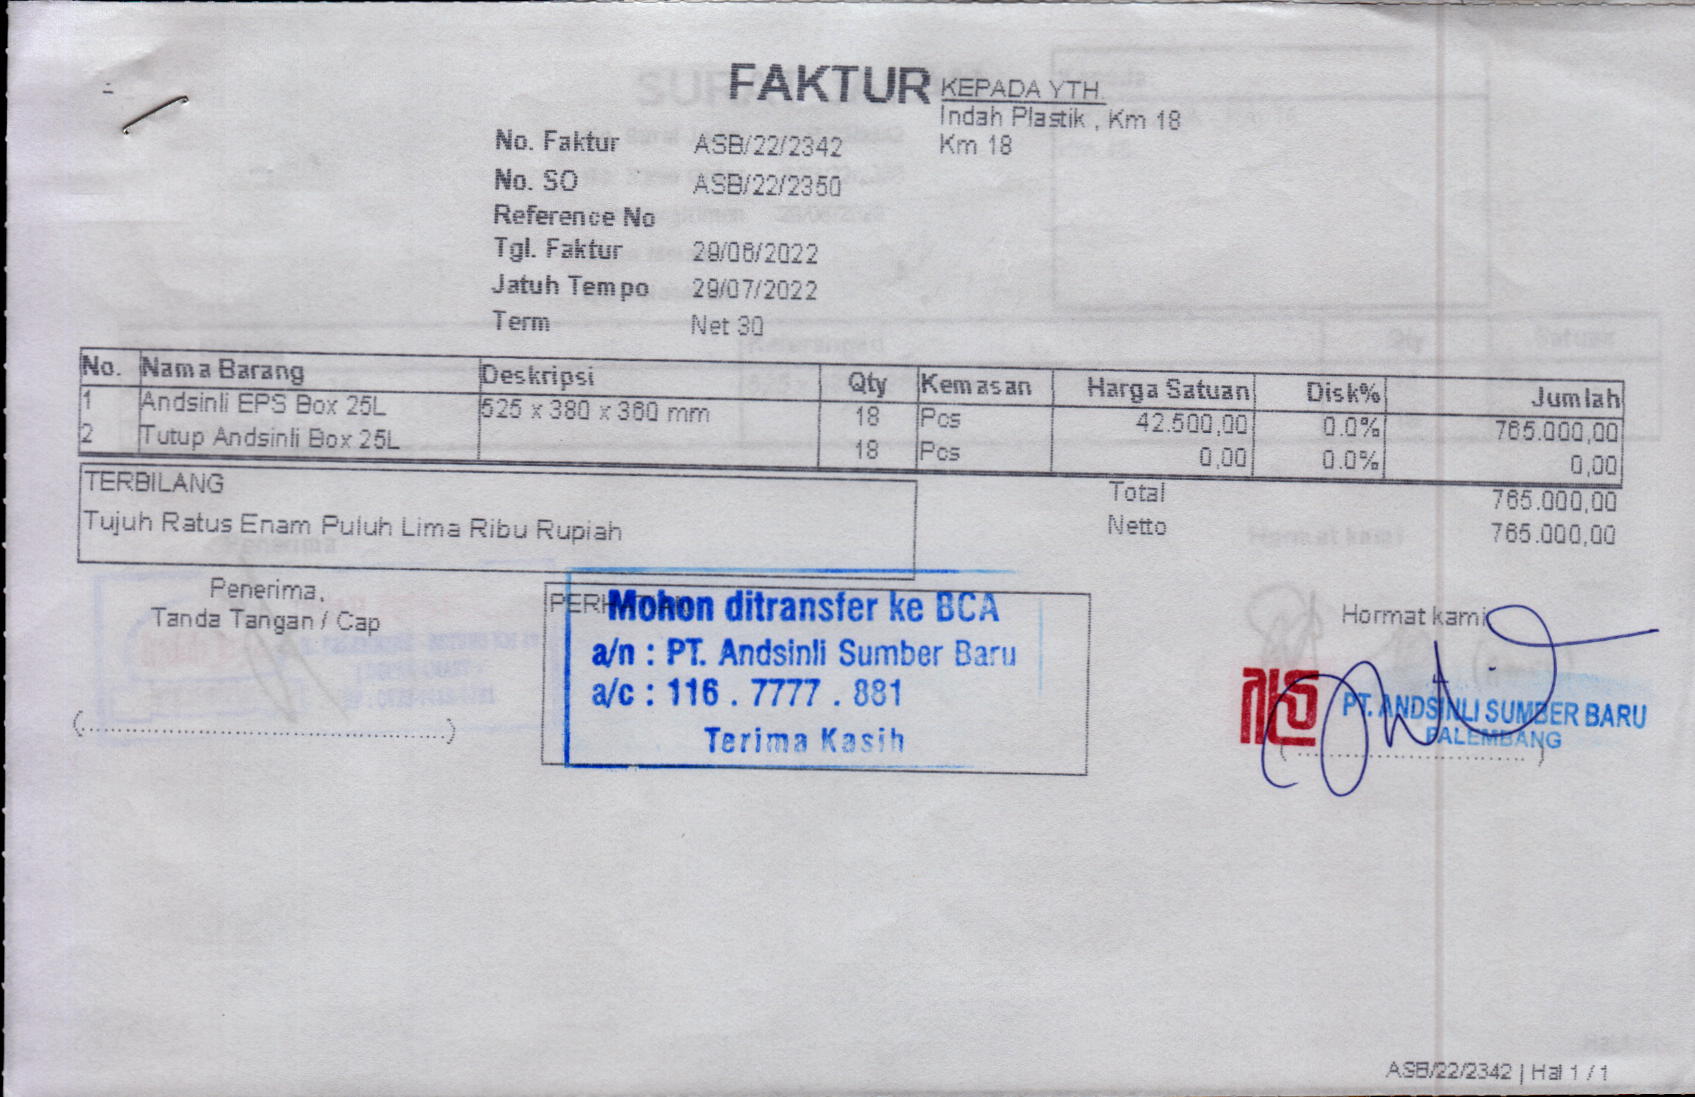 FAKTUR
KEPADA YTH.
Indah Plastik , Km 18
Km 18
No. Faktur ASB/22/2342
No. SO ASB/22/2350
Reference No
Tgl. Faktur 29/06/2022
Jatuh Tempo 29/07/2022
Term Net 30
No. Nama Barang Deskripsi Qty Kemasan Harga Satuan Disk% Jumlah
1 Andsinli EPS Box 25L 525 x 380 x 360 mm 18 Pcs 42.500,00 0.0% 765.000,00
2 Tutup Andsinli Box 25L 18 Pcs 0,00 0.0% 0,00
TERBILANG
Tujuh Ratus Enam Puluh Lima Ribu Rupiah
Total 765.000,00
Netto 765.000,00
Penerima,
Tanda Tangan / Cap
(..........................................)
Mohon ditransfer ke BCA
a/n : PT. Andsinli Sumber Baru
a/c : 116 . 7777 . 881
Terima Kasih
Hormat kami
PT. ANDSINLI SUMBER BARU
PALEMBANG
ASB/22/2342 | Hal 1 / 1